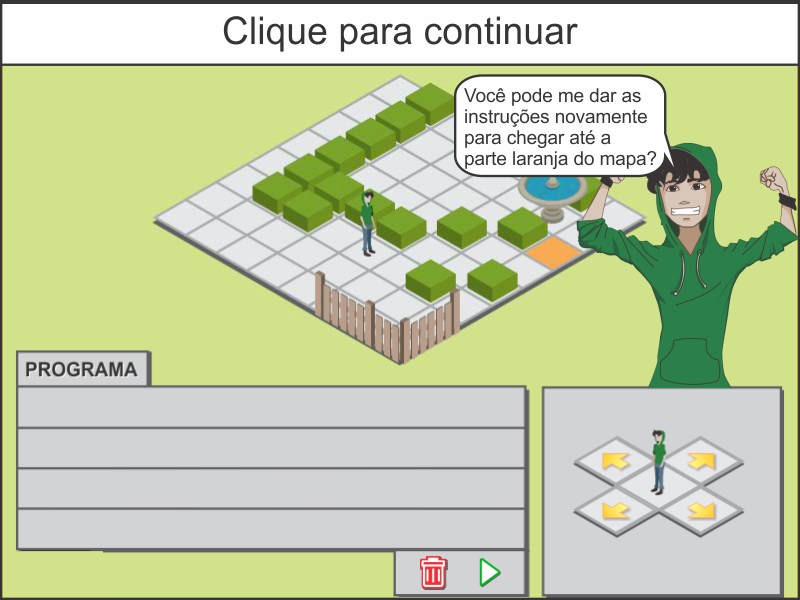 Clique para continuar
Você pode me dar as
instruções novamente
para chegar até a
parte laranja do mapa?
PROGRAMA